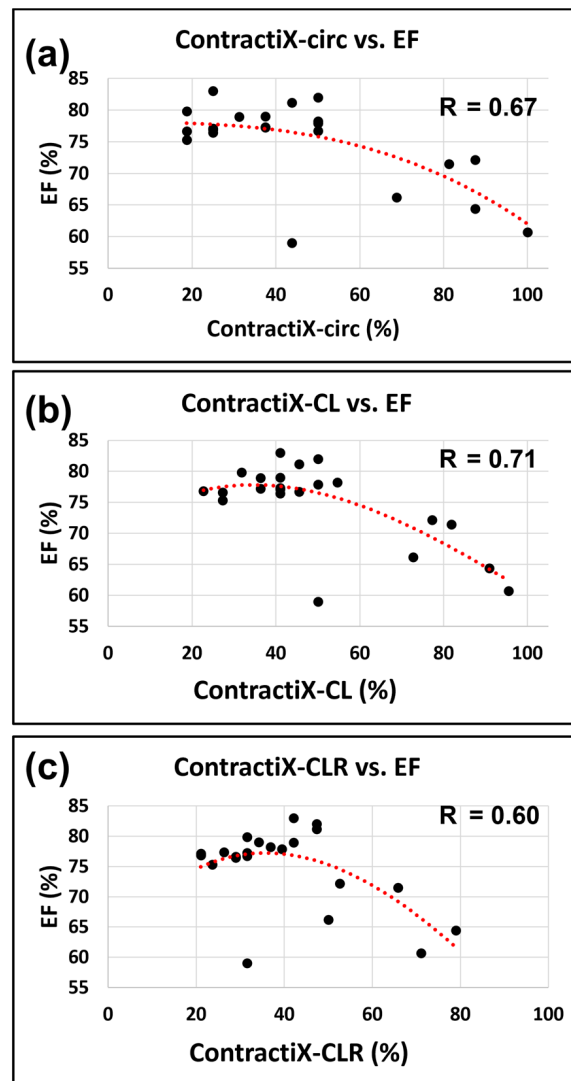 (a)
ContractiX-circ vs. EF
R = 0.67
EF (%)
85
80
75
70
65
60
55
0 20 40 60 80 100
ContractiX-circ (%)
(b)
ContractiX-CL vs. EF
R = 0.71
EF (%)
85
80
75
70
65
60
55
0 20 40 60 80 100
ContractiX-CL (%)
(c)
ContractiX-CLR vs. EF
R = 0.60
EF (%)
85
80
75
70
65
60
55
0 20 40 60 80 100
ContractiX-CLR (%)